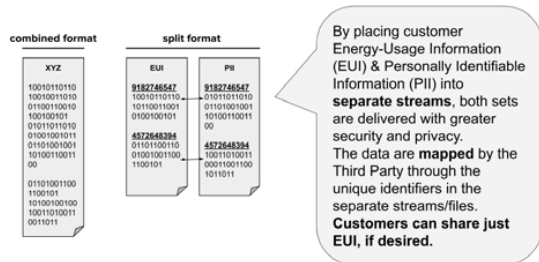 combined format
split format
XYZ
10010110110
10010011010
01100110010
100100101
01011011010
01001001011
01101001001
10100110011
00
01101001100
1100101
10100100100
10011010011
0011011
EUI
9182746547
10010110110
10110011001
0100100101
4572648394
01101100110
01001001100
1100101
PII
9182746547
01011011010
01101001001
10100110011
00
4572648394
10011010011
00011001100
1011011
By placing customer
Energy-Usage Information
(EUI) & Personally Identifiable
Information (PII) into
separate streams, both sets
are delivered with greater
security and privacy.
The data are mapped by the
Third Party through the
unique identifiers in the
separate streams/files.
Customers can share just
EUI, if desired.